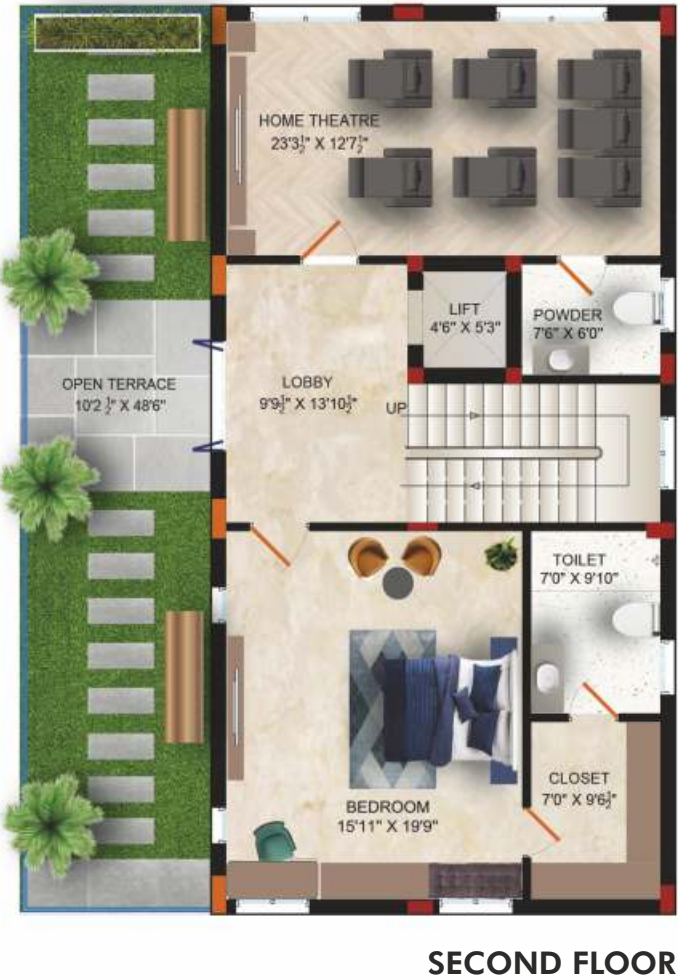 HOME THEATRE
23'3½" X 12'7½"
LIFT
4'6" X 5'3"
POWDER
7'6" X 6'0"
OPEN TERRACE
10'2 ½" X 48'6"
LOBBY
9'9½" X 13'10½"
UP
TOILET
7'0" X 9'10"
CLOSET
7'0" X 9'6½"
BEDROOM
15'11" X 19'9"
SECOND FLOOR